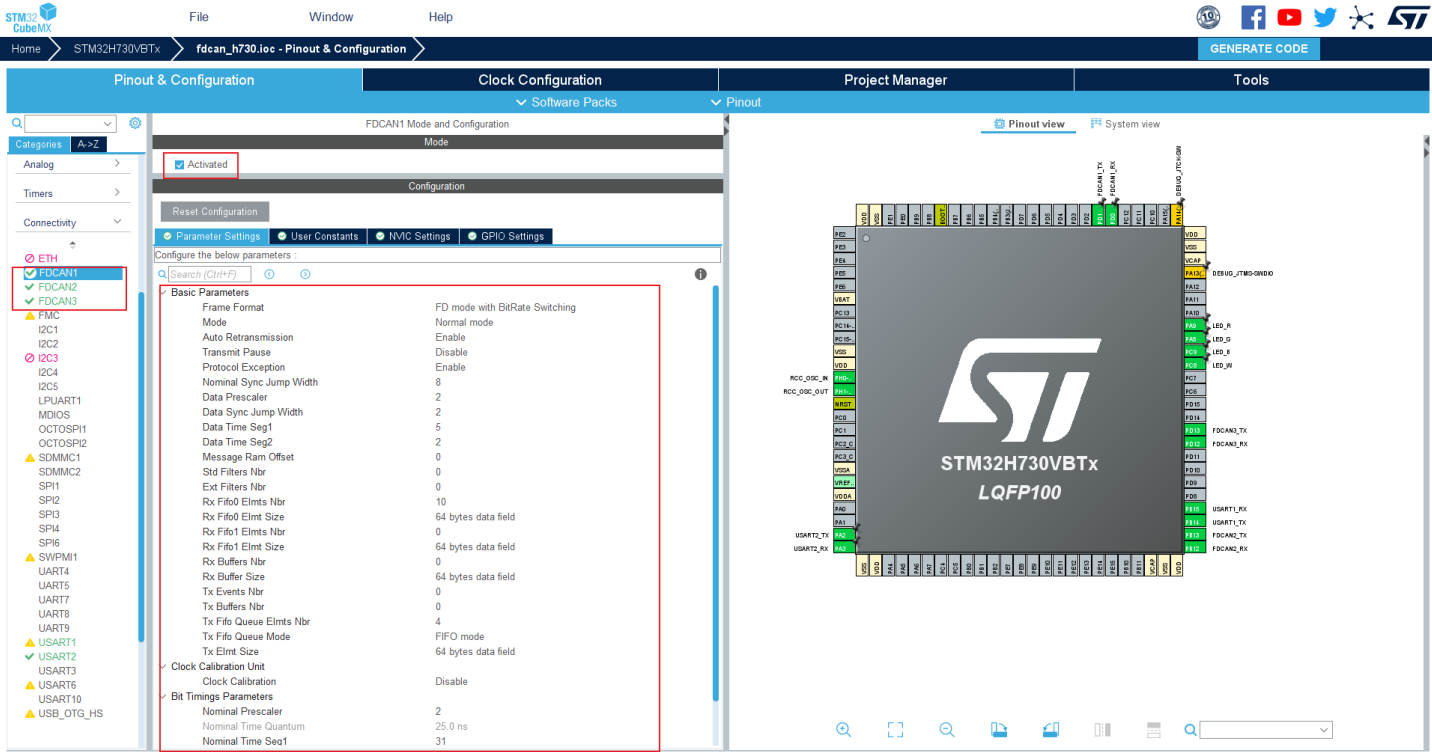 STM32
CubeMX
File
Window
Help
Home
STM32H730VBTx
fdcan_h730.ioc - Pinout & Configuration
GENERATE CODE
Pinout & Configuration
Clock Configuration
Project Manager
Tools
Software Packs
Pinout
Categories
A->Z
Analog
Timers
Connectivity
ETH
FDCAN1
FDCAN2
FDCAN3
FMC
I2C1
I2C2
I2C3
I2C4
I2C5
LPUART1
MDIOS
OCTOSPI1
OCTOSPI2
SDMMC1
SDMMC2
SPI1
SPI2
SPI3
SPI4
SPI6
SWPMI1
UART4
UART5
UART7
UART8
UART9
USART1
USART2
USART3
USART6
USART10
USB_OTG_HS
FDCAN1 Mode and Configuration
Mode
Activated
Configuration
Reset Configuration
Parameter Settings
User Constants
NVIC Settings
GPIO Settings
Configure the below parameters :
Search (Ctrl+F)
Basic Parameters
Frame Format FD mode with BitRate Switching
Mode Normal mode
Auto Retransmission Enable
Transmit Pause Disable
Protocol Exception Enable
Nominal Sync Jump Width 8
Data Prescaler 2
Data Sync Jump Width 2
Data Time Seg1 5
Data Time Seg2 2
Message Ram Offset 0
Std Filters Nbr 0
Ext Filters Nbr 0
Rx Fifo0 Elmts Nbr 10
Rx Fifo0 Elmt Size 64 bytes data field
Rx Fifo1 Elmts Nbr 0
Rx Fifo1 Elmt Size 64 bytes data field
Rx Buffers Nbr 0
Rx Buffer Size 64 bytes data field
Tx Events Nbr 0
Tx Buffers Nbr 0
Tx Fifo Queue Elmts Nbr 4
Tx Fifo Queue Mode FIFO mode
Tx Elmt Size 64 bytes data field
Clock Calibration Unit
Clock Calibration Disable
Bit Timings Parameters
Nominal Prescaler 2
Nominal Time Quantum 25.0 ns
Nominal Time Seg1 31
Pinout view
System view
FDCAN1_TX
FDCAN1_RX
DEBUG_JTCK-SW
DEBUG_JTMS-SWDIO
LED_R
LED_G
LED_B
LED_W
RCC_OSC_IN
RCC_OSC_OUT
FDCAN3_TX
FDCAN3_RX
STM32H730VBTx
LQFP100
USART1_RX
USART1_TX
FDCAN2_TX
FDCAN2_RX
USART2_TX
USART2_RX